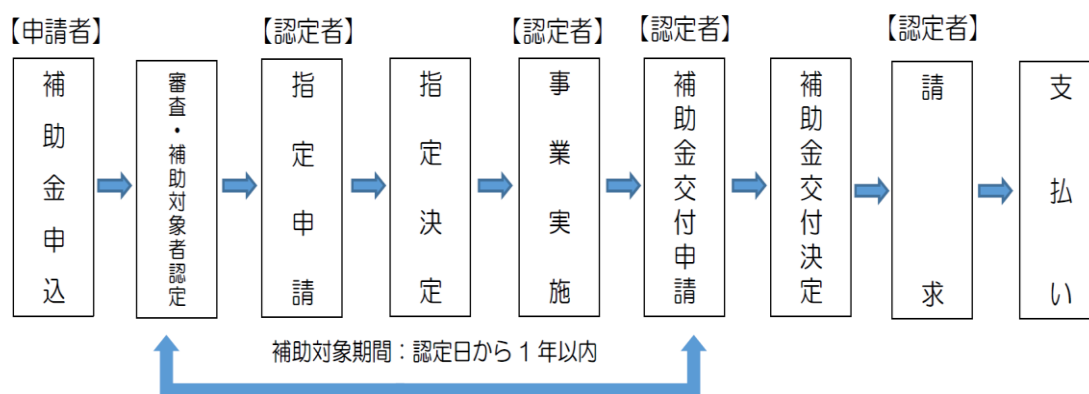 【申請者】
【認定者】
【認定者】
【認定者】
【認定者】
補助金申込
審査・補助対象者認定
指定申請
指定決定
事業実施
補助金交付申請
補助金交付決定
請求
支払い
補助対象期間：認定日から１年以内